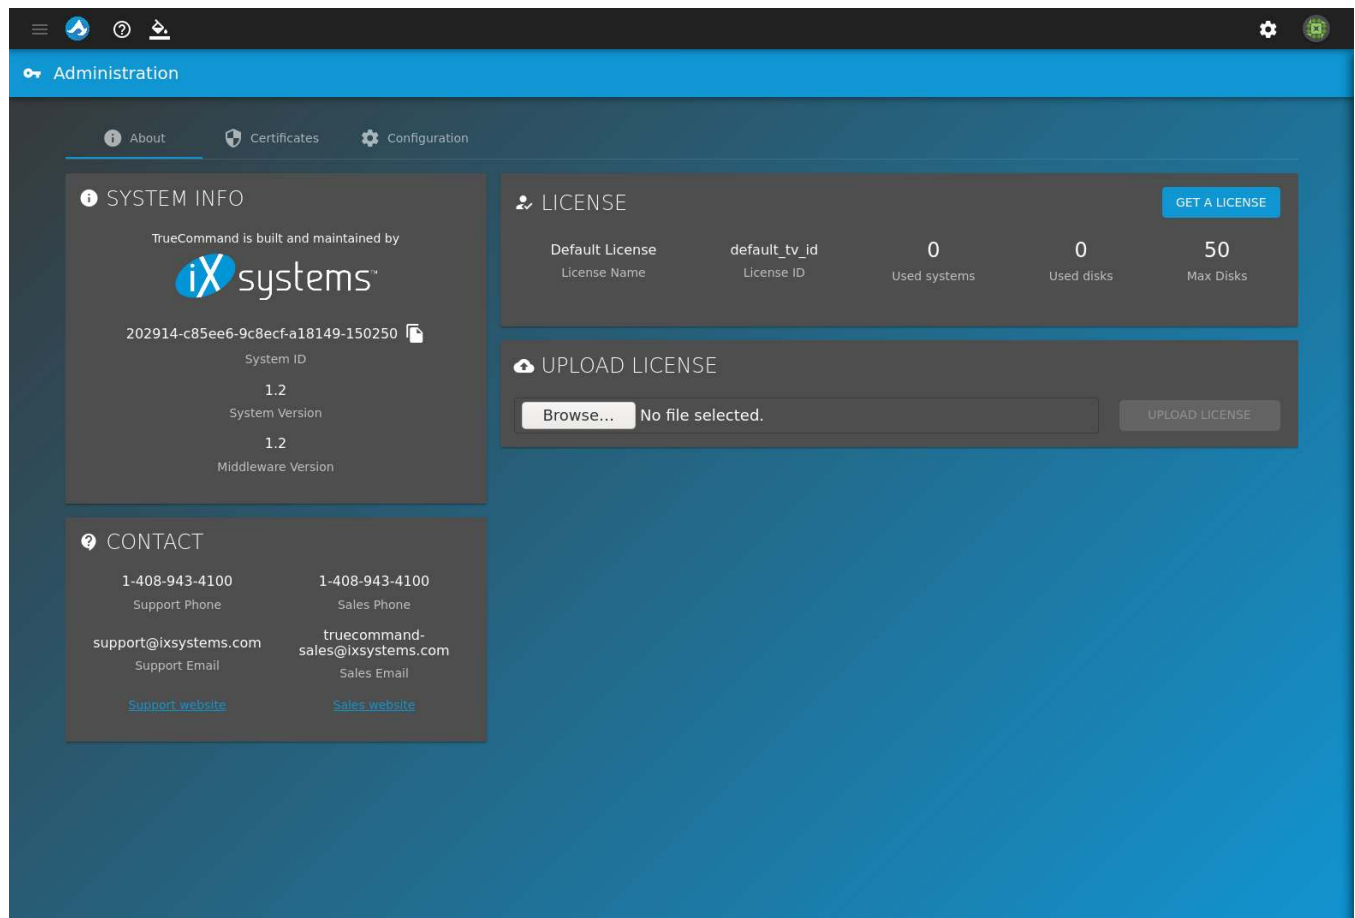 Administration
About
Certificates
Configuration
SYSTEM INFO
TrueCommand is built and maintained by
iXsystems™
202914-c85ee6-9c8ecf-a18149-150250
System ID
1.2
System Version
1.2
Middleware Version
CONTACT
1-408-943-4100
Support Phone
1-408-943-4100
Sales Phone
support@ixsystems.com
Support Email
truecommand-
sales@ixsystems.com
Sales Email
Support website
Sales website
LICENSE
GET A LICENSE
Default License
License Name
default_tv_id
License ID
0
Used systems
0
Used disks
50
Max Disks
UPLOAD LICENSE
Browse...
No file selected.
UPLOAD LICENSE